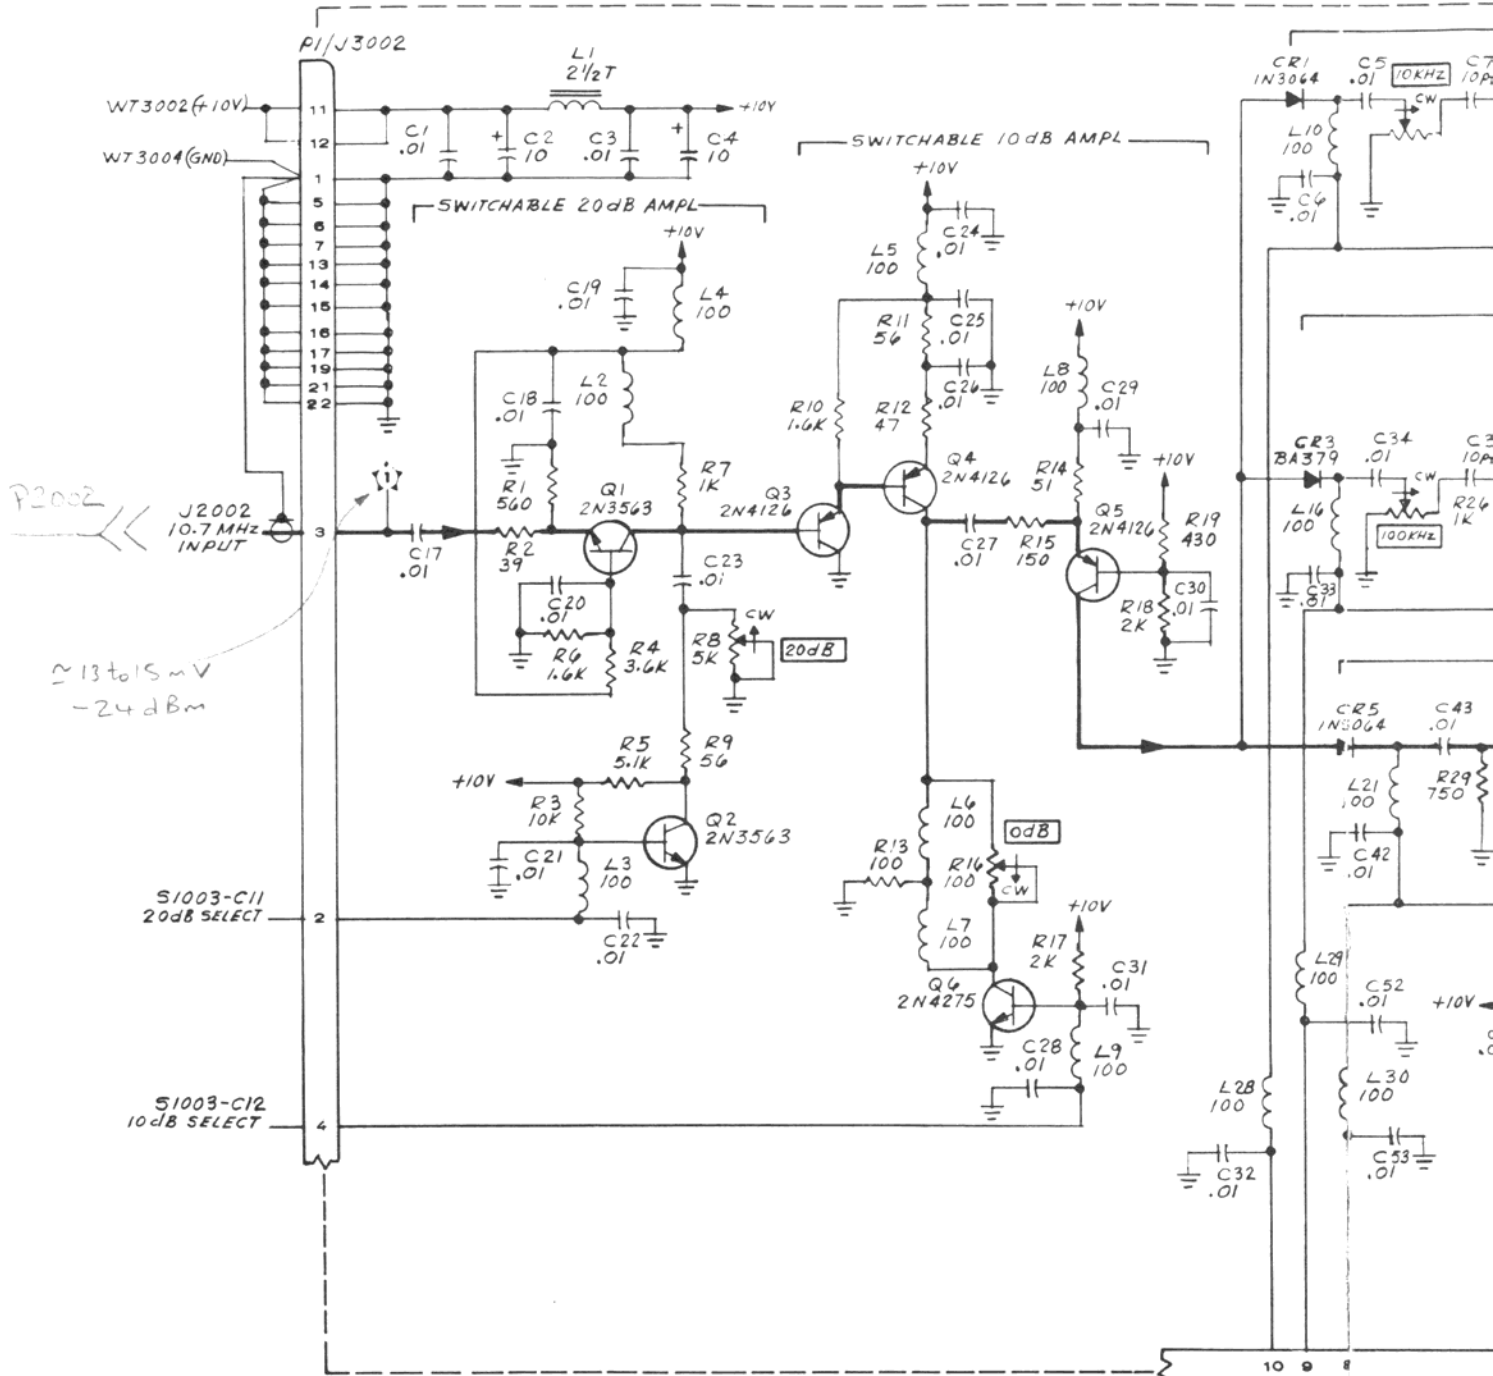 P1/J3002
WT3002(+10V)
WT3004(GND)
11
12
1
5
6
7
13
14
15
16
17
19
21
22
3
2
4
L1
2½T
+10V
C1
.01
+
C2
10
C3
.01
+
C4
10
SWITCHABLE 20dB AMPL
+10V
C19
.01
L4
100
C18
.01
L2
100
R1
560
Q1
2N3563
R7
1K
P2002
J2002
10.7 MHz
INPUT
C17
.01
R2
39
C20
.01
R6
1.6K
R4
3.6K
C23
.01
R8
5K
CW
20dB
≃13 to 15 mV
-24 dBm
R5
5.1K
R9
56
+10V
R3
10K
Q2
2N3563
C21
.01
L3
100
S1003-C11
20dB SELECT
C22
.01
S1003-C12
10dB SELECT
SWITCHABLE 10dB AMPL
+10V
C24
.01
L5
100
R11
56
C25
.01
C26
.01
R10
1.6K
R12
47
Q3
2N4126
Q4
2N4126
+10V
L8
100
C29
.01
R14
51
C27
.01
R15
150
Q5
2N4126
+10V
R19
430
R18
2K
C30
.01
L6
100
R13
100
R16
100
0dB
CW
L7
100
+10V
R17
2K
C31
.01
Q6
2N4275
C28
.01
L9
100
CR1
1N3064
C5
.01
10KHZ
CW
L10
100
C6
.01
CR3
BA379
C34
.01
CW
L16
100
100KHZ
R26
1K
C33
.01
CR5
1N3064
C43
.01
L21
100
R29
750
C42
.01
L29
100
C52
.01
+10V
L28
100
L30
100
C32
.01
C53
.01
10
9
8